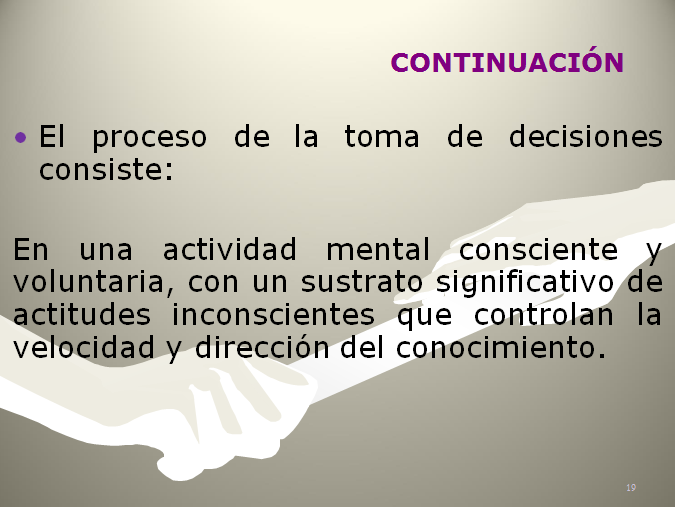 CONTINUACIÓN
• El proceso de la toma de decisiones
consiste:
En una actividad mental consciente y
voluntaria, con un sustrato significativo de
actitudes inconscientes que controlan la
velocidad y dirección del conocimiento.
19